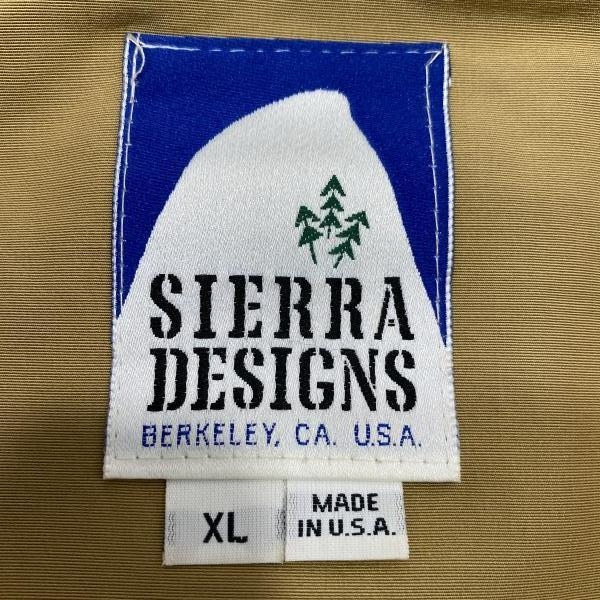 SIERRA
DESIGNS
BERKELEY, CA. U.S.A.
XL
MADE
IN U.S.A.